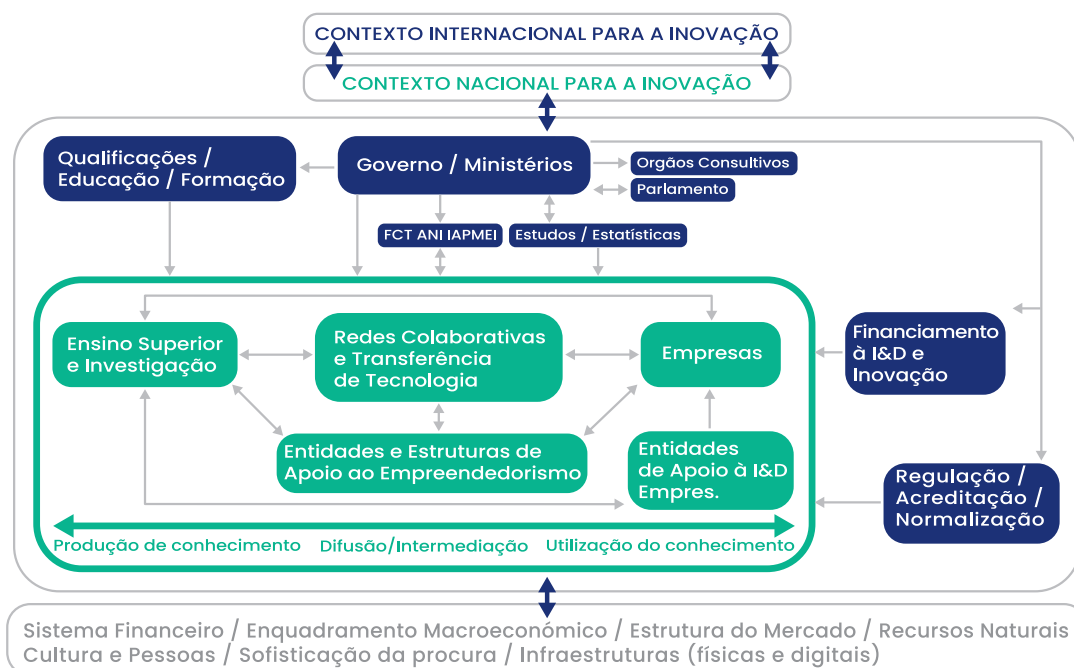 CONTEXTO INTERNACIONAL PARA A INOVAÇÃO
CONTEXTO NACIONAL PARA A INOVAÇÃO
Qualificações /
Educação / Formação
Governo / Ministérios
Orgãos Consultivos
Parlamento
FCT ANI IAPMEI
Estudos / Estatísticas
Ensino Superior
e Investigação
Redes Colaborativas
e Transferência
de Tecnologia
Empresas
Financiamento
à I&D e
Inovação
Entidades e Estruturas de
Apoio ao Empreendedorismo
Entidades
de Apoio à I&D
Empres.
Regulação /
Acreditação /
Normalização
Produção de conhecimento
Difusão/Intermediação
Utilização do conhecimento
Sistema Financeiro / Enquadramento Macroeconómico / Estrutura do Mercado / Recursos Naturais
Cultura e Pessoas / Sofisticação da procura / Infraestruturas (físicas e digitais)